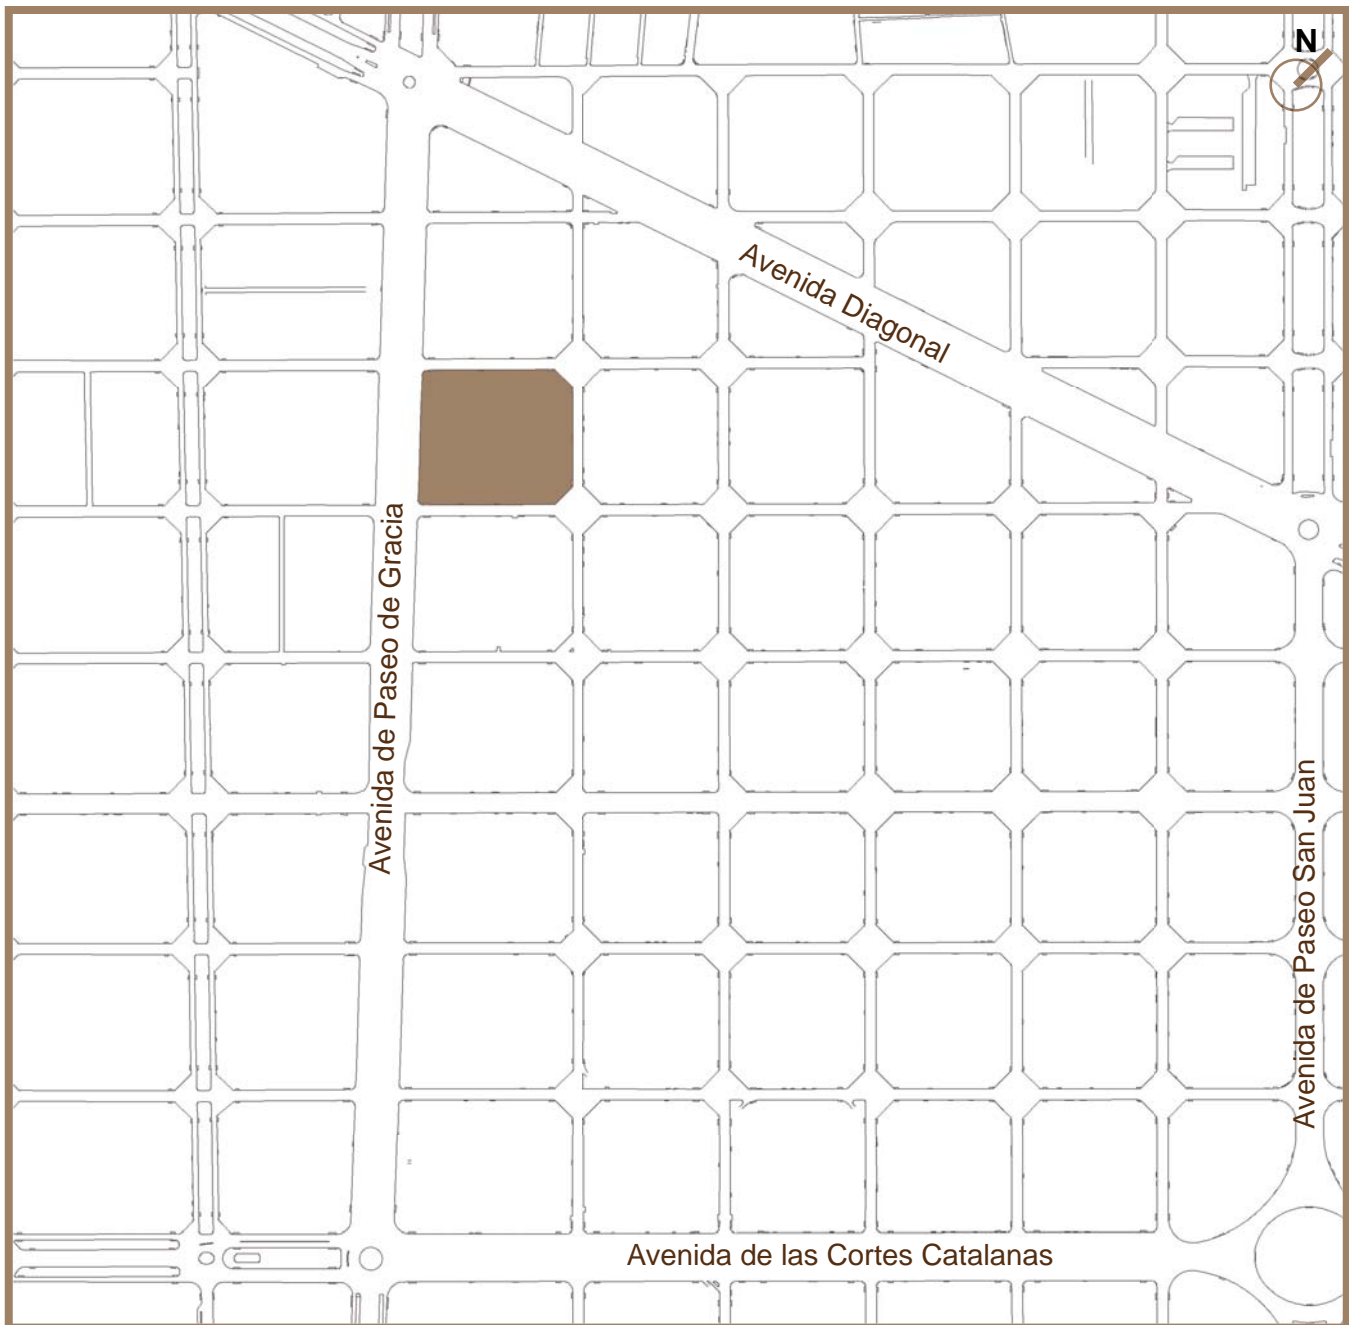 N
Avenida Diagonal
Avenida de Paseo de Gracia
Avenida de Paseo San Juan
Avenida de las Cortes Catalanas